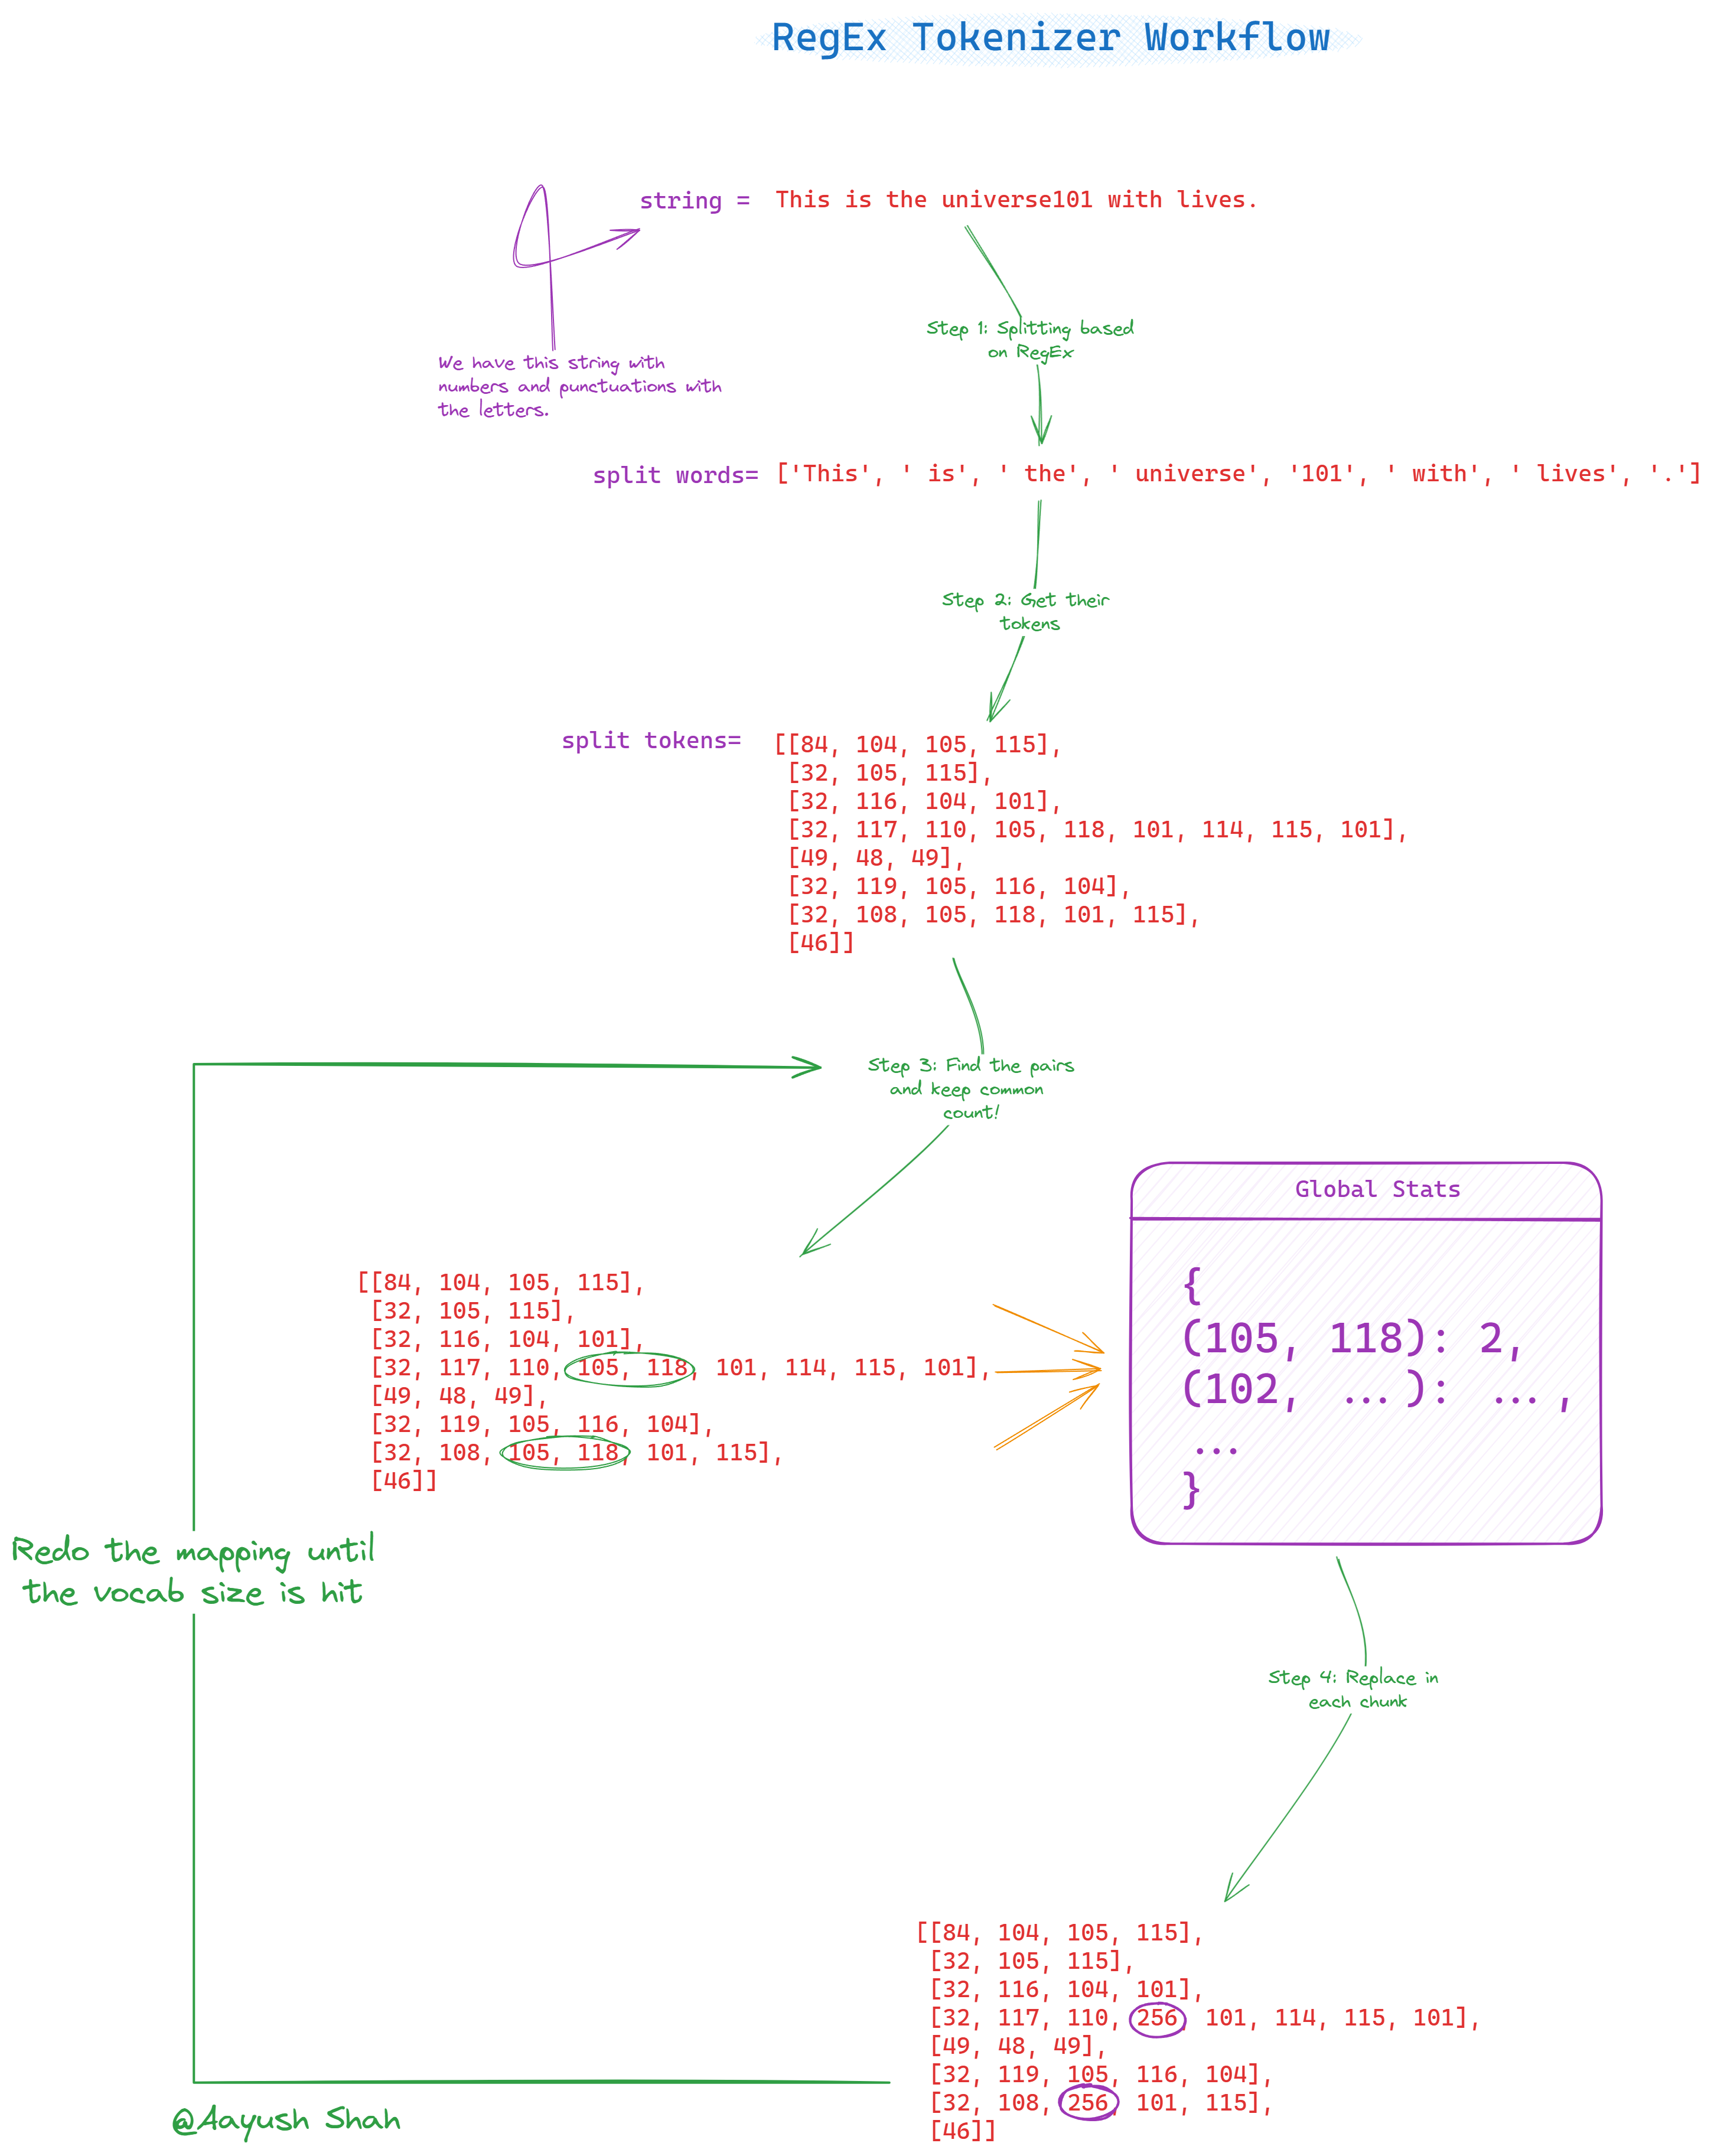 RegEx Tokenizer Workflow
string = This is the universe101 with lives.
We have this string with
numbers and punctuations with
the letters.
Step 1: Splitting based
on RegEx
split words= ['This', ' is', ' the', ' universe', '101', ' with', ' lives', '.']
Step 2: Get their
tokens
split tokens= [[84, 104, 105, 115],
[32, 105, 115],
[32, 116, 104, 101],
[32, 117, 110, 105, 118, 101, 114, 115, 101],
[49, 48, 49],
[32, 119, 105, 116, 104],
[32, 108, 105, 118, 101, 115],
[46]]
Step 3: Find the pairs
and keep common
count!
[[84, 104, 105, 115],
[32, 105, 115],
[32, 116, 104, 101],
[32, 117, 110, 105, 118, 101, 114, 115, 101],
[49, 48, 49],
[32, 119, 105, 116, 104],
[32, 108, 105, 118, 101, 115],
[46]]
Global Stats
{
(105, 118): 2,
(102, ...): ...,
...
}
Redo the mapping until
the vocab size is hit
Step 4: Replace in
each chunk
[[84, 104, 105, 115],
[32, 105, 115],
[32, 116, 104, 101],
[32, 117, 110, 256, 101, 114, 115, 101],
[49, 48, 49],
[32, 119, 105, 116, 104],
[32, 108, 256, 101, 115],
[46]]
@Aayush Shah